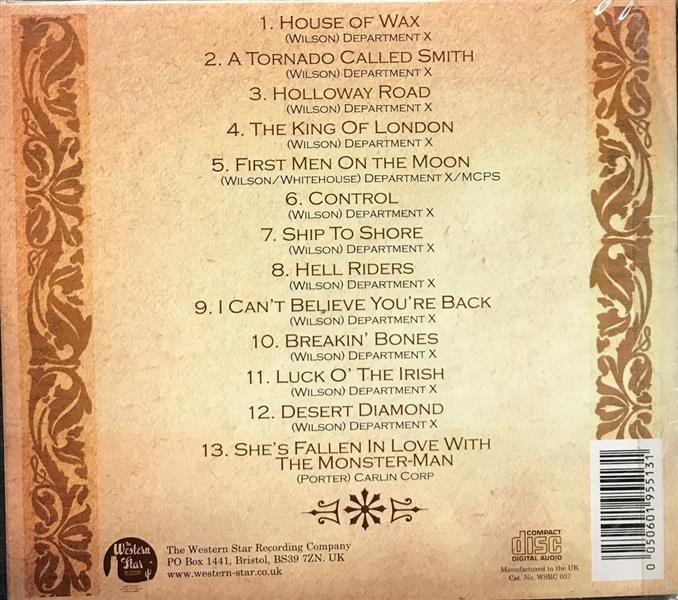 1. House of Wax
(Wilson) Department X
2. A Tornado Called Smith
(Wilson) Department X
3. Holloway Road
(Wilson) Department X
4. The King Of London
(Wilson) Department X
5. First Men On the Moon
(Wilson/Whitehouse) Department X/MCPS
6. Control
(Wilson) Department X
7. Ship To Shore
(Wilson) Department X
8. Hell Riders
(Wilson) Department X
9. I Can't Believe You're Back
(Wilson) Department X
10. Breakin' Bones
(Wilson) Department X
11. Luck O' The Irish
(Wilson) Department X
12. Desert Diamond
(Wilson) Department X
13. She's Fallen In Love With
The Monster-Man
(Porter) Carlin Corp
The
Western
Star
The Western Star Recording Company
PO Box 1441, Bristol, BS39 7ZN. UK
www.western-star.co.uk
COMPACT
disc
DIGITAL AUDIO
Manufactured in the UK
Cat. No. WSRC 057
0 050601 955131